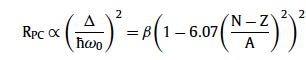 R_PC ∝ (Δ/ħω₀)² = β(1 − 6.07((N − Z)/A)²)²